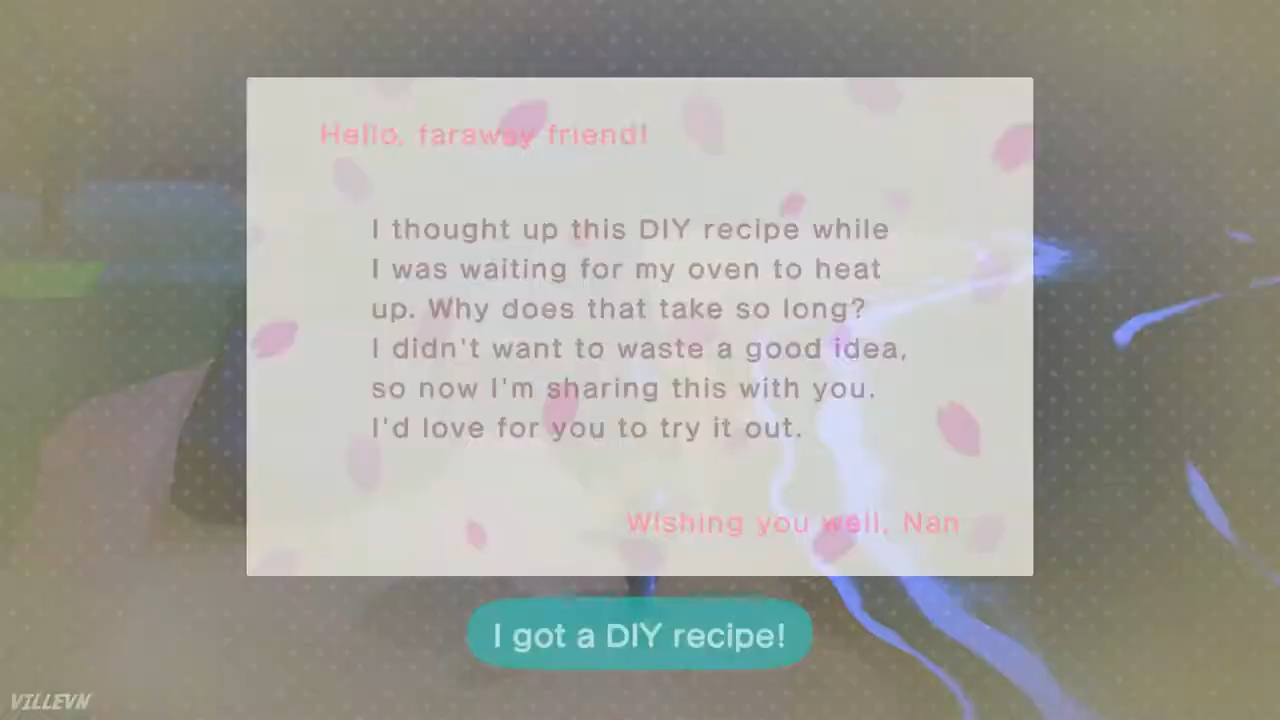 Hello, faraway friend!
I thought up this DIY recipe while
I was waiting for my oven to heat
up. Why does that take so long?
I didn't want to waste a good idea,
so now I'm sharing this with you.
I'd love for you to try it out.
Wishing you well, Nan
I got a DIY recipe!
VILLEVN